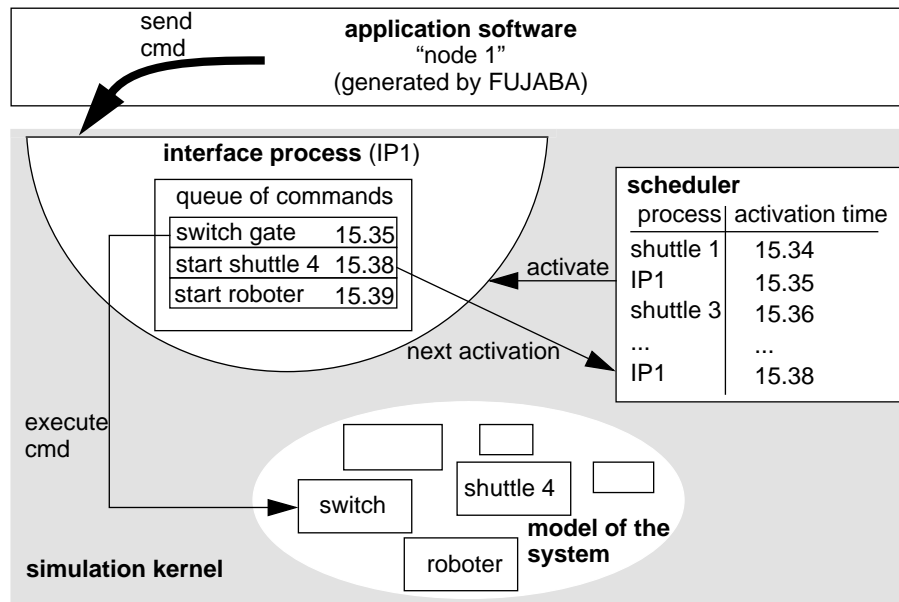 send
cmd
application software
“node 1”
(generated by FUJABA)
interface process (IP1)
queue of commands
switch gate 15.35
start shuttle 4 15.38
start roboter 15.39
scheduler
process activation time
shuttle 1 15.34
IP1 15.35
shuttle 3 15.36
... ...
IP1 15.38
activate
next activation
execute
cmd
switch
shuttle 4
roboter
model of the
system
simulation kernel